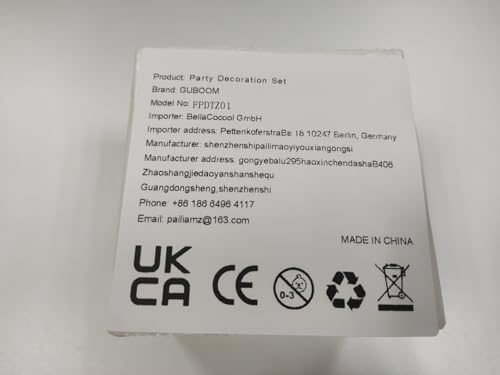 Product: Party Decoration Set
Brand: GUBOOM
Model No: FPDTZ01
Importer: BellaCocool GmbH
Importer address: PettenkoferstraBe 18 10247 Berlin, Germany
Manufacturer: shenzhenshipailimaoyiyouxiangongsi
Manufacturer address: gongyebalu295haoxinchendashaB406
Zhaoshangjiedaoyanshanshequ
Guangdongsheng,shenzhenshi
Phone: +86 186 6496 4117
Email: pailiamz@163.com
MADE IN CHINA
UK
CA
CE
0-3